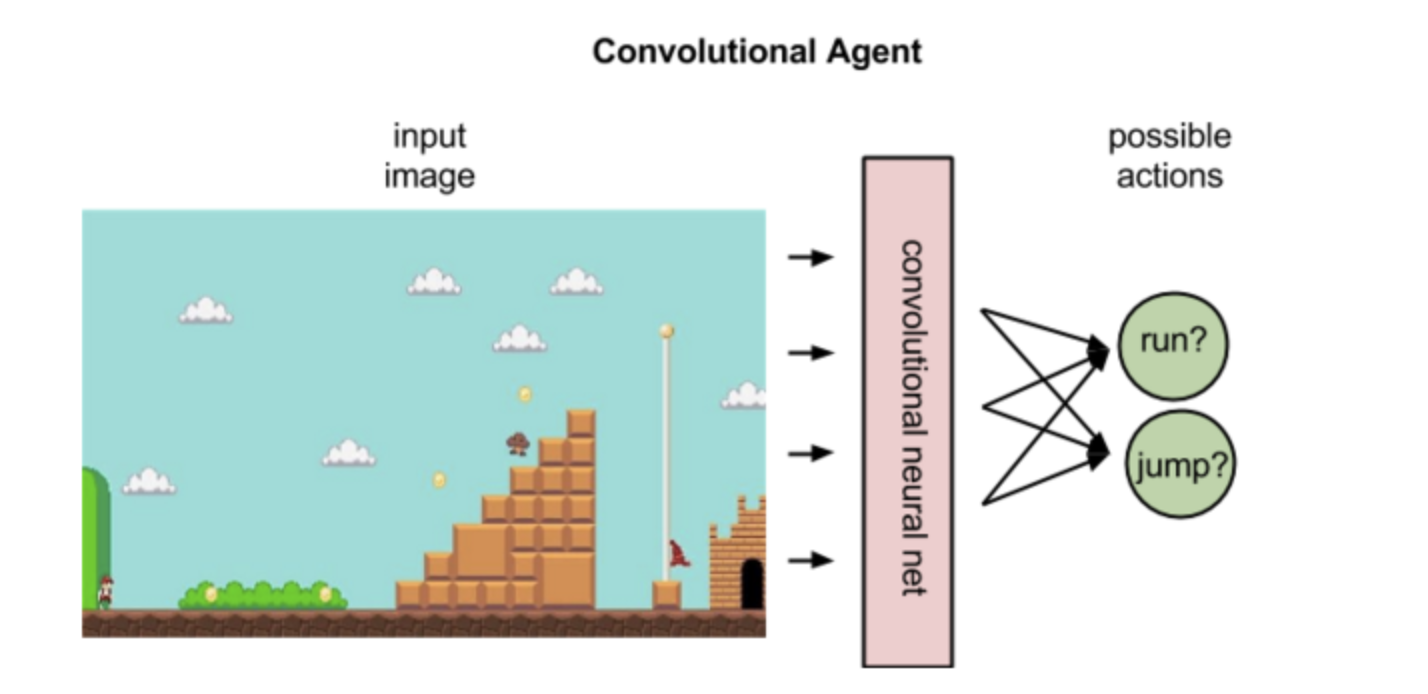 Convolutional Agent
input
image
possible
actions
convolutional neural net
run?
jump?